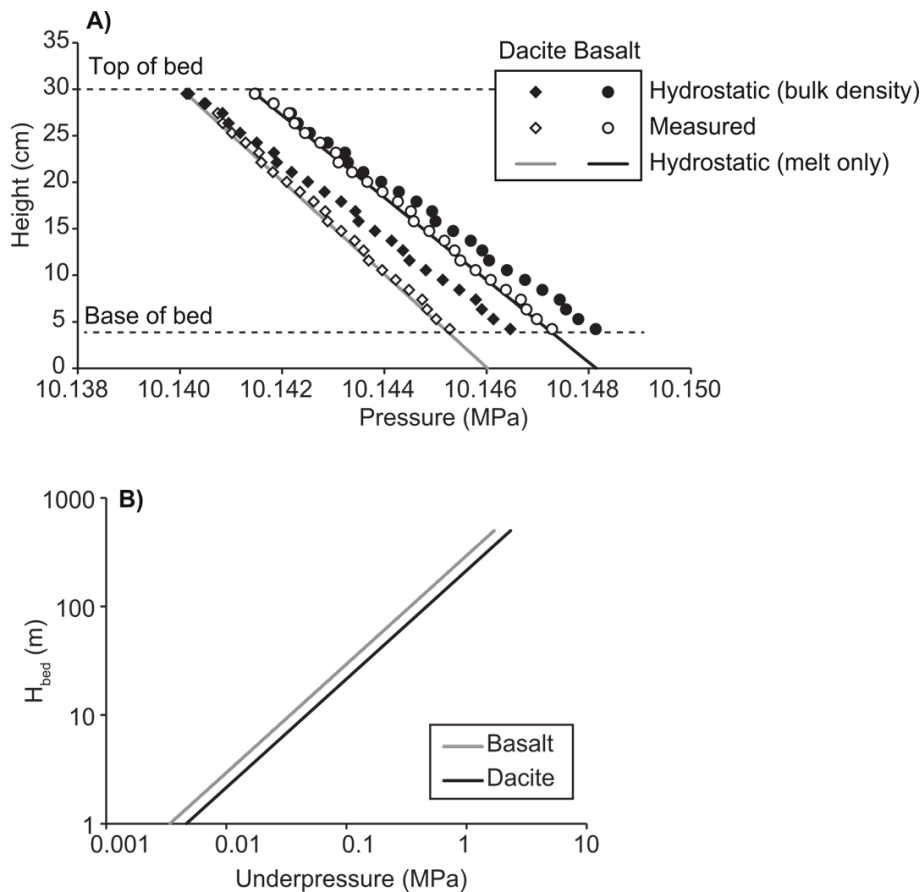 A)
35
30
25
20
15
10
5
0
Height (cm)
Top of bed
Base of bed
10.138 10.140 10.142 10.144 10.146 10.148 10.150
Pressure (MPa)
Dacite Basalt
Hydrostatic (bulk density)
Measured
Hydrostatic (melt only)
B)
1000
100
10
1
H_bed (m)
0.001 0.01 0.1 1 10
Underpressure (MPa)
Basalt
Dacite